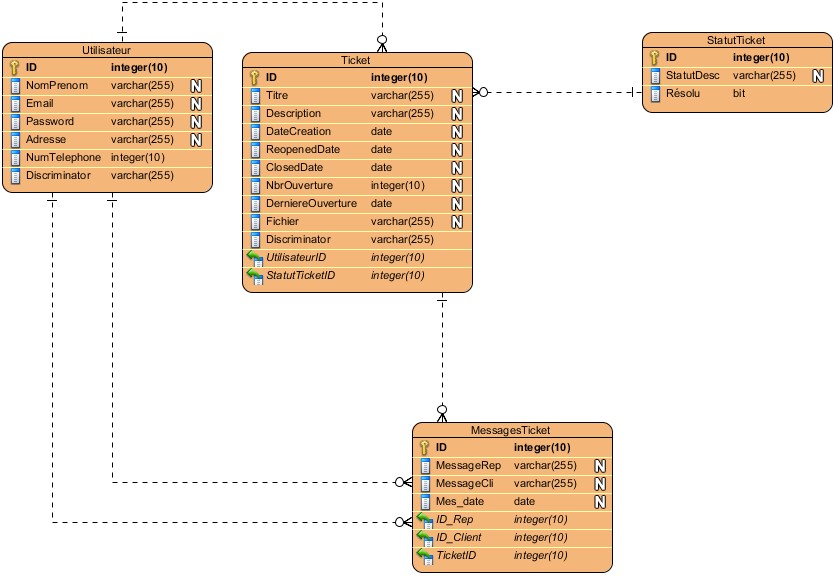 Utilisateur
ID integer(10)
NomPrenom varchar(255) N
Email varchar(255) N
Password varchar(255) N
Adresse varchar(255) N
NumTelephone integer(10)
Discriminator varchar(255)
Ticket
ID integer(10)
Titre varchar(255) N
Description varchar(255) N
DateCreation date N
ReopenedDate date N
ClosedDate date N
NbrOuverture integer(10) N
DerniereOuverture date N
Fichier varchar(255) N
Discriminator varchar(255)
UtilisateurID integer(10)
StatutTicketID integer(10)
StatutTicket
ID integer(10)
StatutDesc varchar(255) N
Résolu bit
MessagesTicket
ID integer(10)
MessageRep varchar(255) N
MessageCli varchar(255) N
Mes_date date N
ID_Rep integer(10)
ID_Client integer(10)
TicketID integer(10)